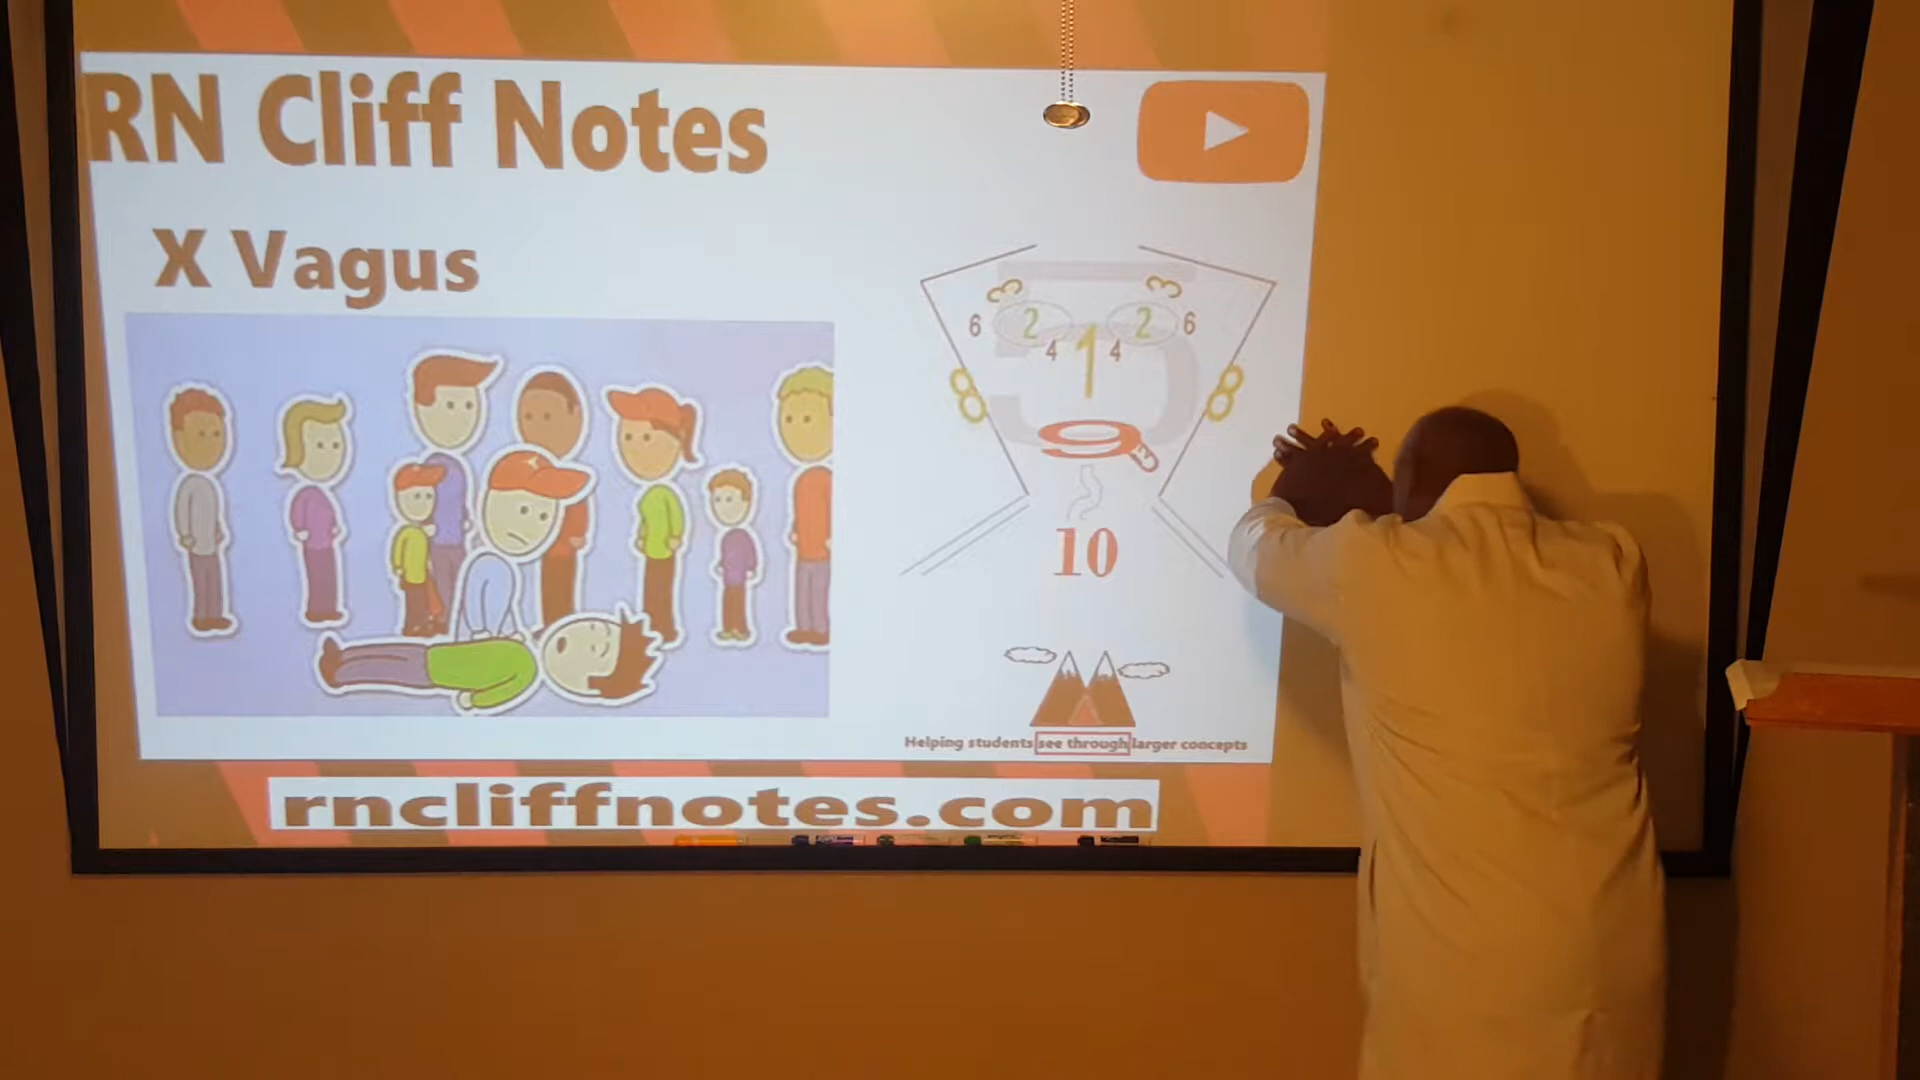 RN Cliff Notes
X Vagus
6 2 4 1 4 2 6
10
Helping students see through larger concepts
rncliffnotes.com